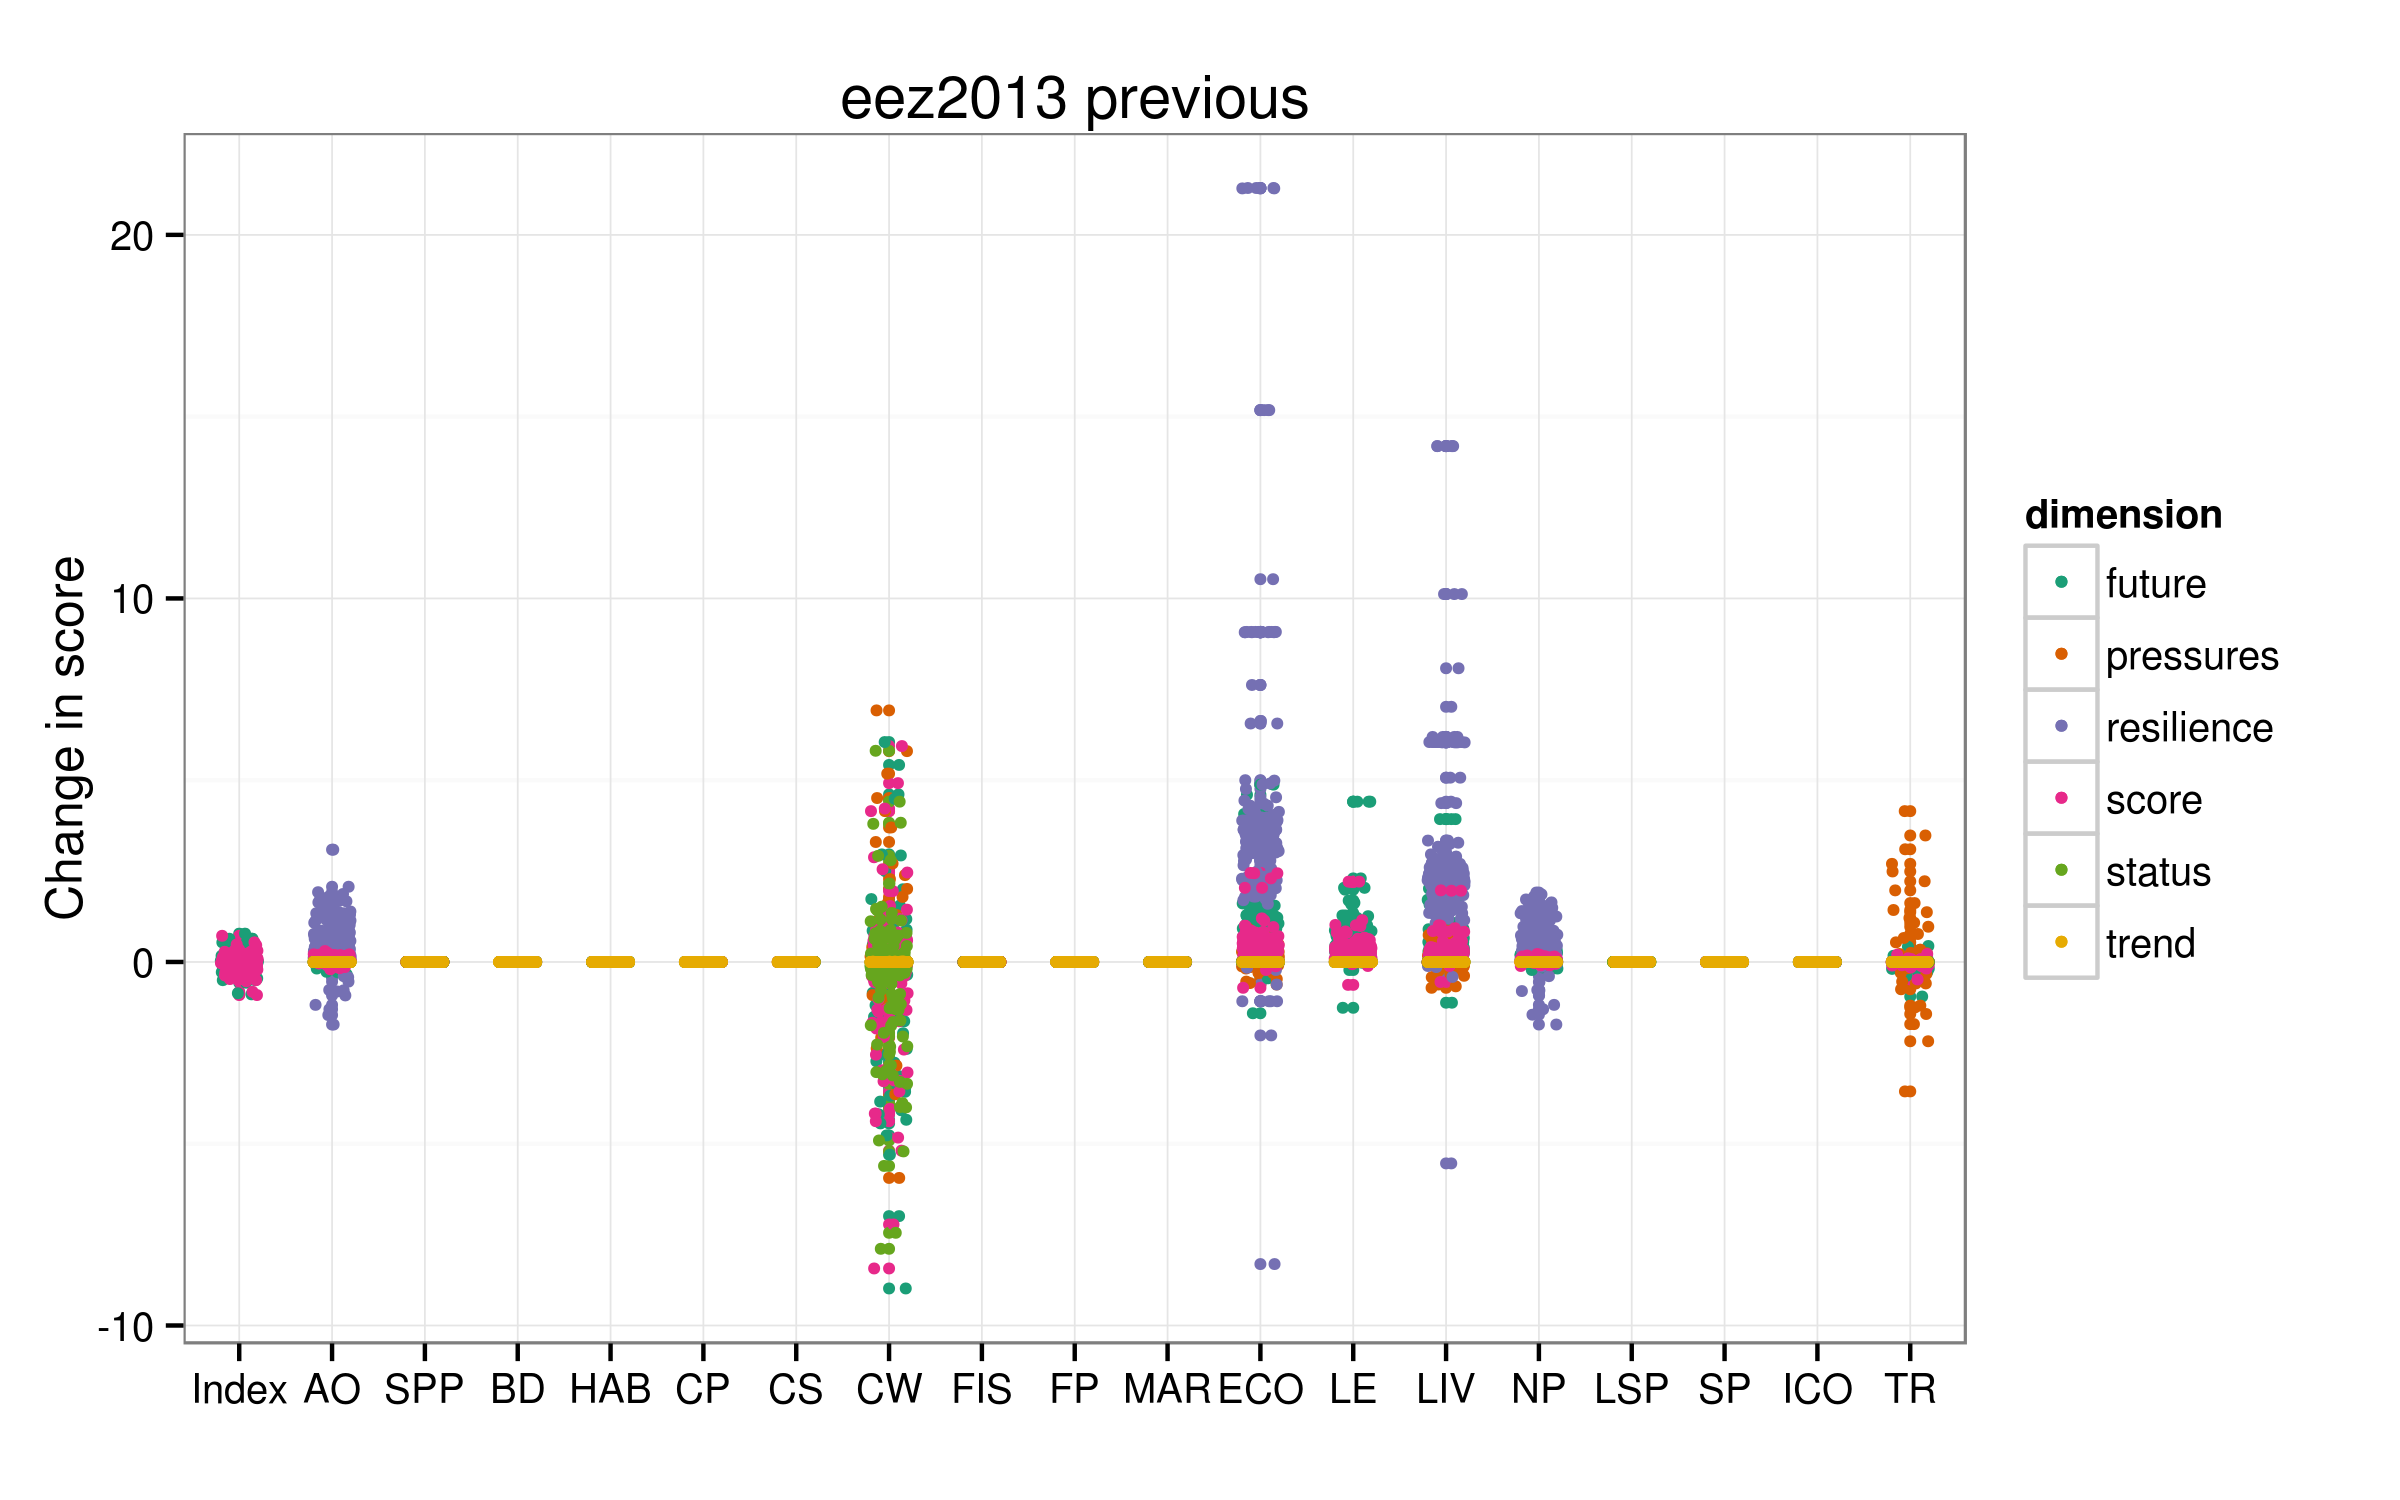 eez2013 previous
Change in score
20
10
0
-10
Index AO SPP BD HAB CP CS CW FIS FP MAR ECO LE LIV NP LSP SP ICO TR
dimension
future
pressures
resilience
score
status
trend